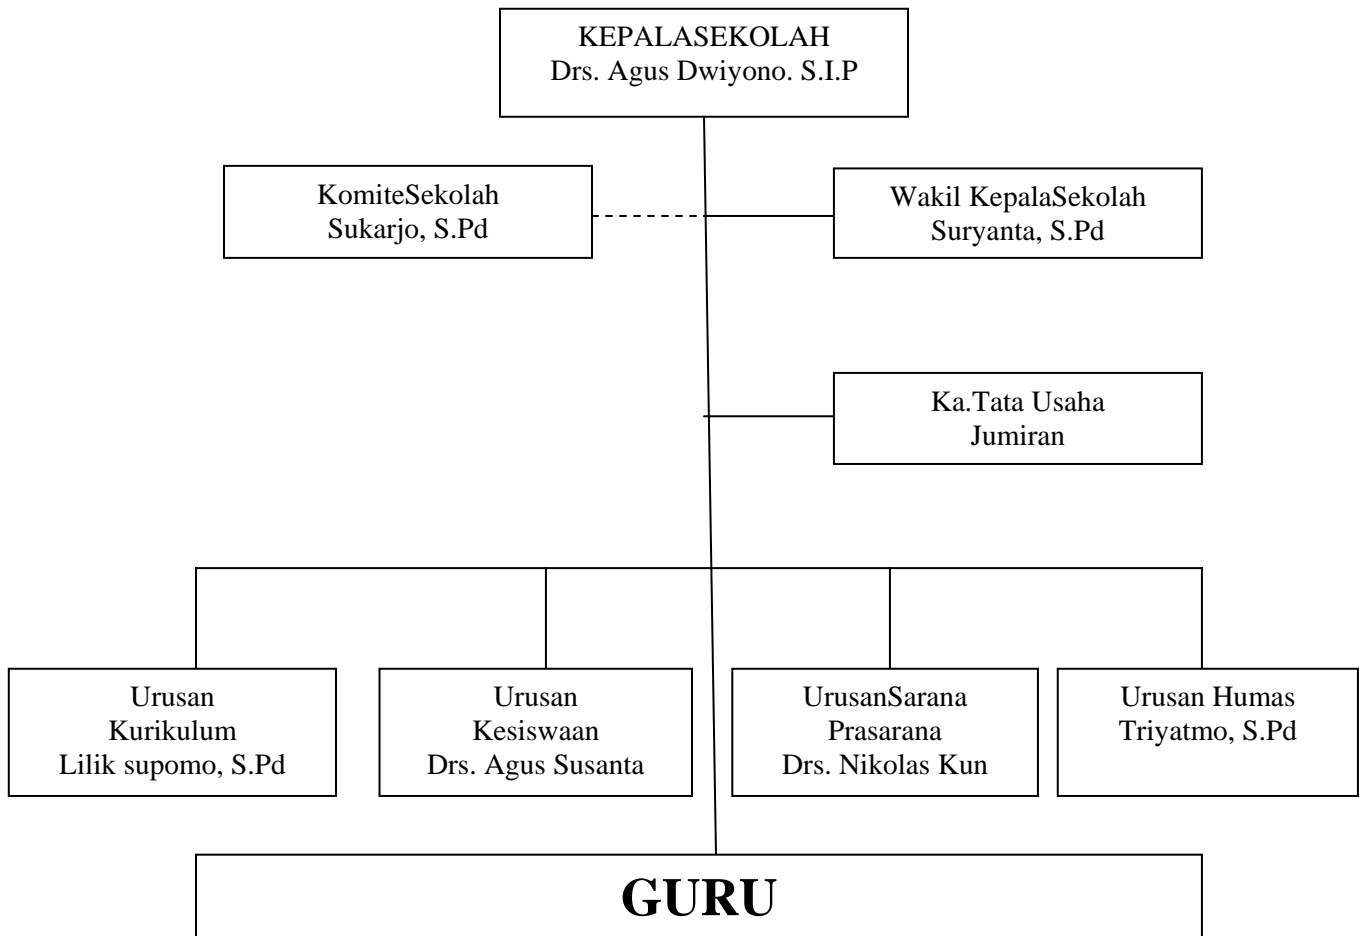 KEPALASEKOLAH
Drs. Agus Dwiyono. S.I.P
KomiteSekolah
Sukarjo, S.Pd
Wakil KepalaSekolah
Suryanta, S.Pd
Ka.Tata Usaha
Jumiran
Urusan
Kurikulum
Lilik supomo, S.Pd
Urusan
Kesiswaan
Drs. Agus Susanta
UrusanSarana
Prasarana
Drs. Nikolas Kun
Urusan Humas
Triyatmo, S.Pd
GURU